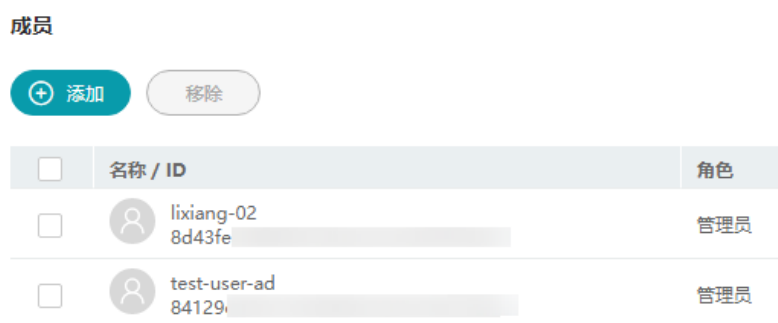 成员
添加
移除
名称 / ID
角色
lixiang-02
8d43fe
管理员
test-user-ad
84129
管理员